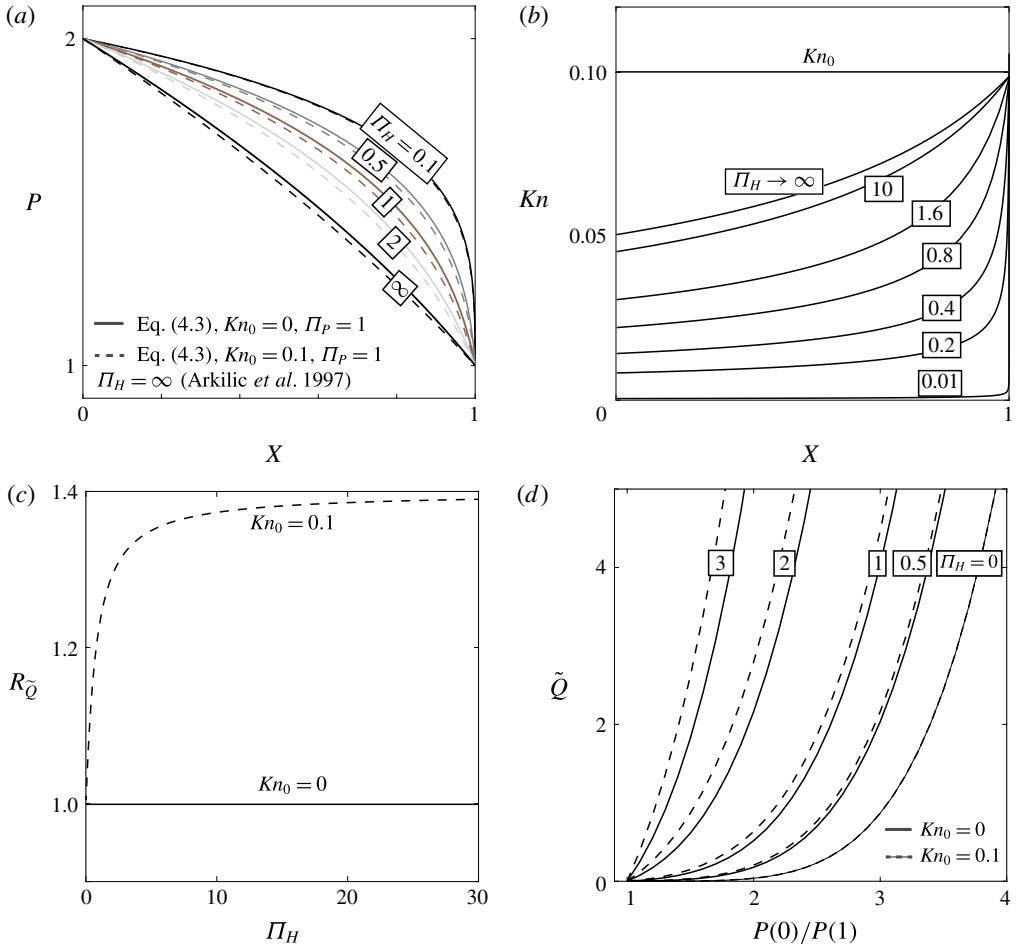 (a)
2
P
1
Π_H = 0.1
0.5
1
2
∞
Eq. (4.3), Kn₀ = 0, Π_P = 1
Eq. (4.3), Kn₀ = 0.1, Π_P = 1
Π_H = ∞ (Arkilic et al. 1997)
0
1
X
(b)
0.10
Kn
0.05
0
Kn₀
Π_H → ∞
10
1.6
0.8
0.4
0.2
0.01
1
X
(c)
1.4
1.2
R_Q̃
1.0
Kn₀ = 0.1
Kn₀ = 0
0
10
20
30
Π_H
(d)
4
Q̃
2
0
3
2
1
0.5
Π_H = 0
Kn₀ = 0
Kn₀ = 0.1
1
2
3
4
P(0)/P(1)